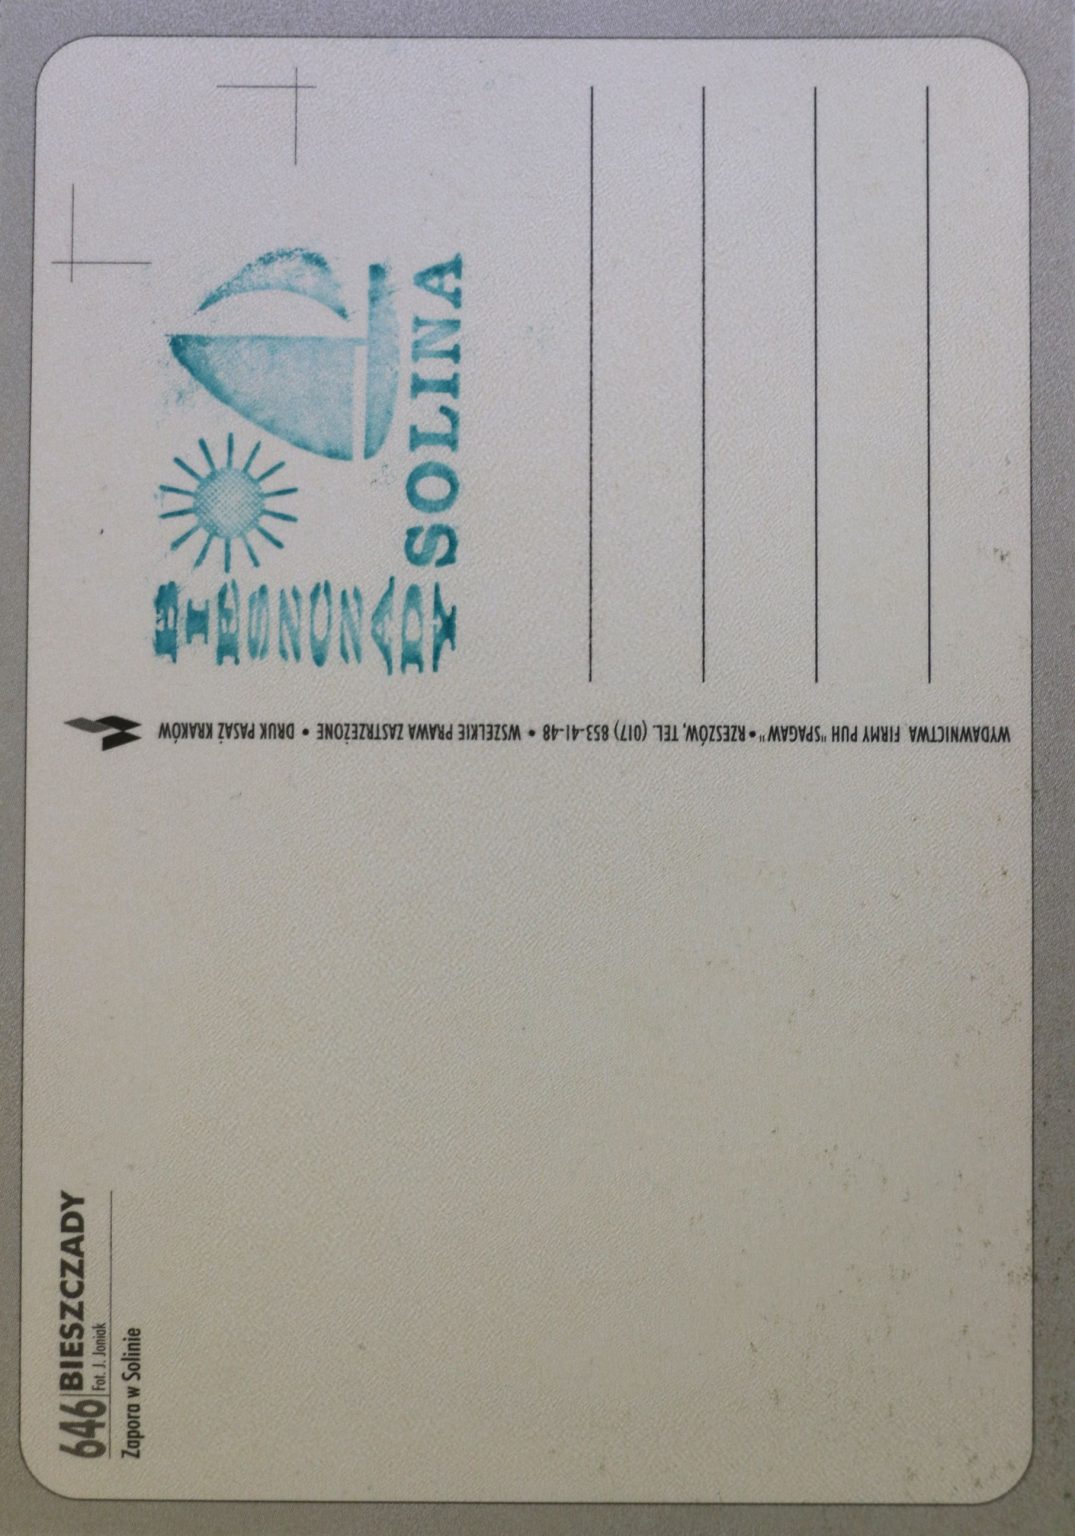 646 BIESZCZADY
Fot. J. Joniak
Zapora w Solinie
WYDAWNICTWA FIRMY PUH "SPAGAW" • RZESZÓW, TEL. (017) 853-41-48 • WSZELKIE PRAWA ZASTRZEŻONE • DRUK PASAŻ KRAKÓW
BIESZCZADY
SOLINA